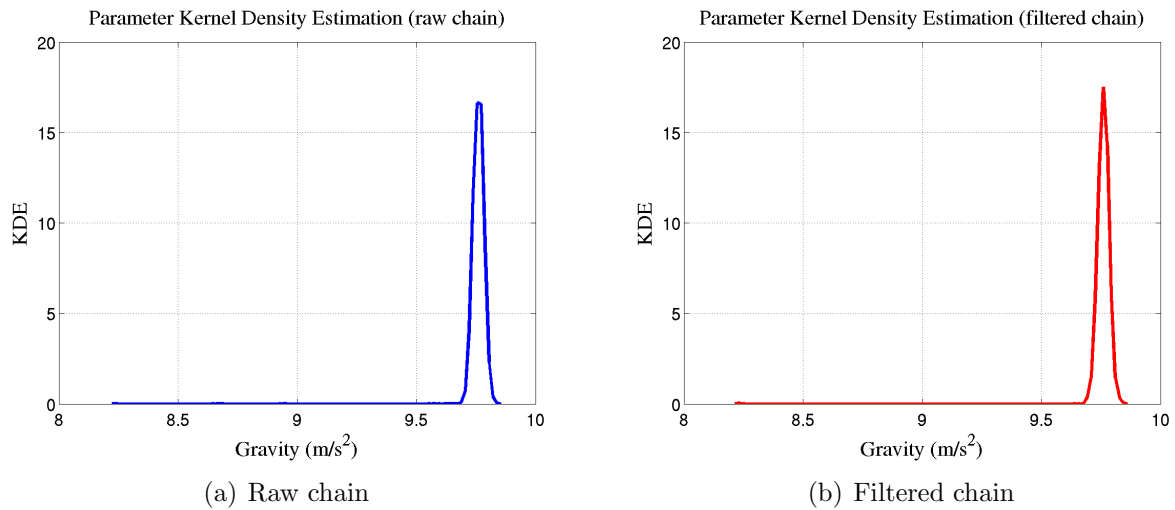 Parameter Kernel Density Estimation (raw chain)
20
15
10
5
0
KDE
8 8.5 9 9.5 10
Gravity (m/s²)
(a) Raw chain
Parameter Kernel Density Estimation (filtered chain)
20
15
10
5
0
KDE
8 8.5 9 9.5 10
Gravity (m/s²)
(b) Filtered chain